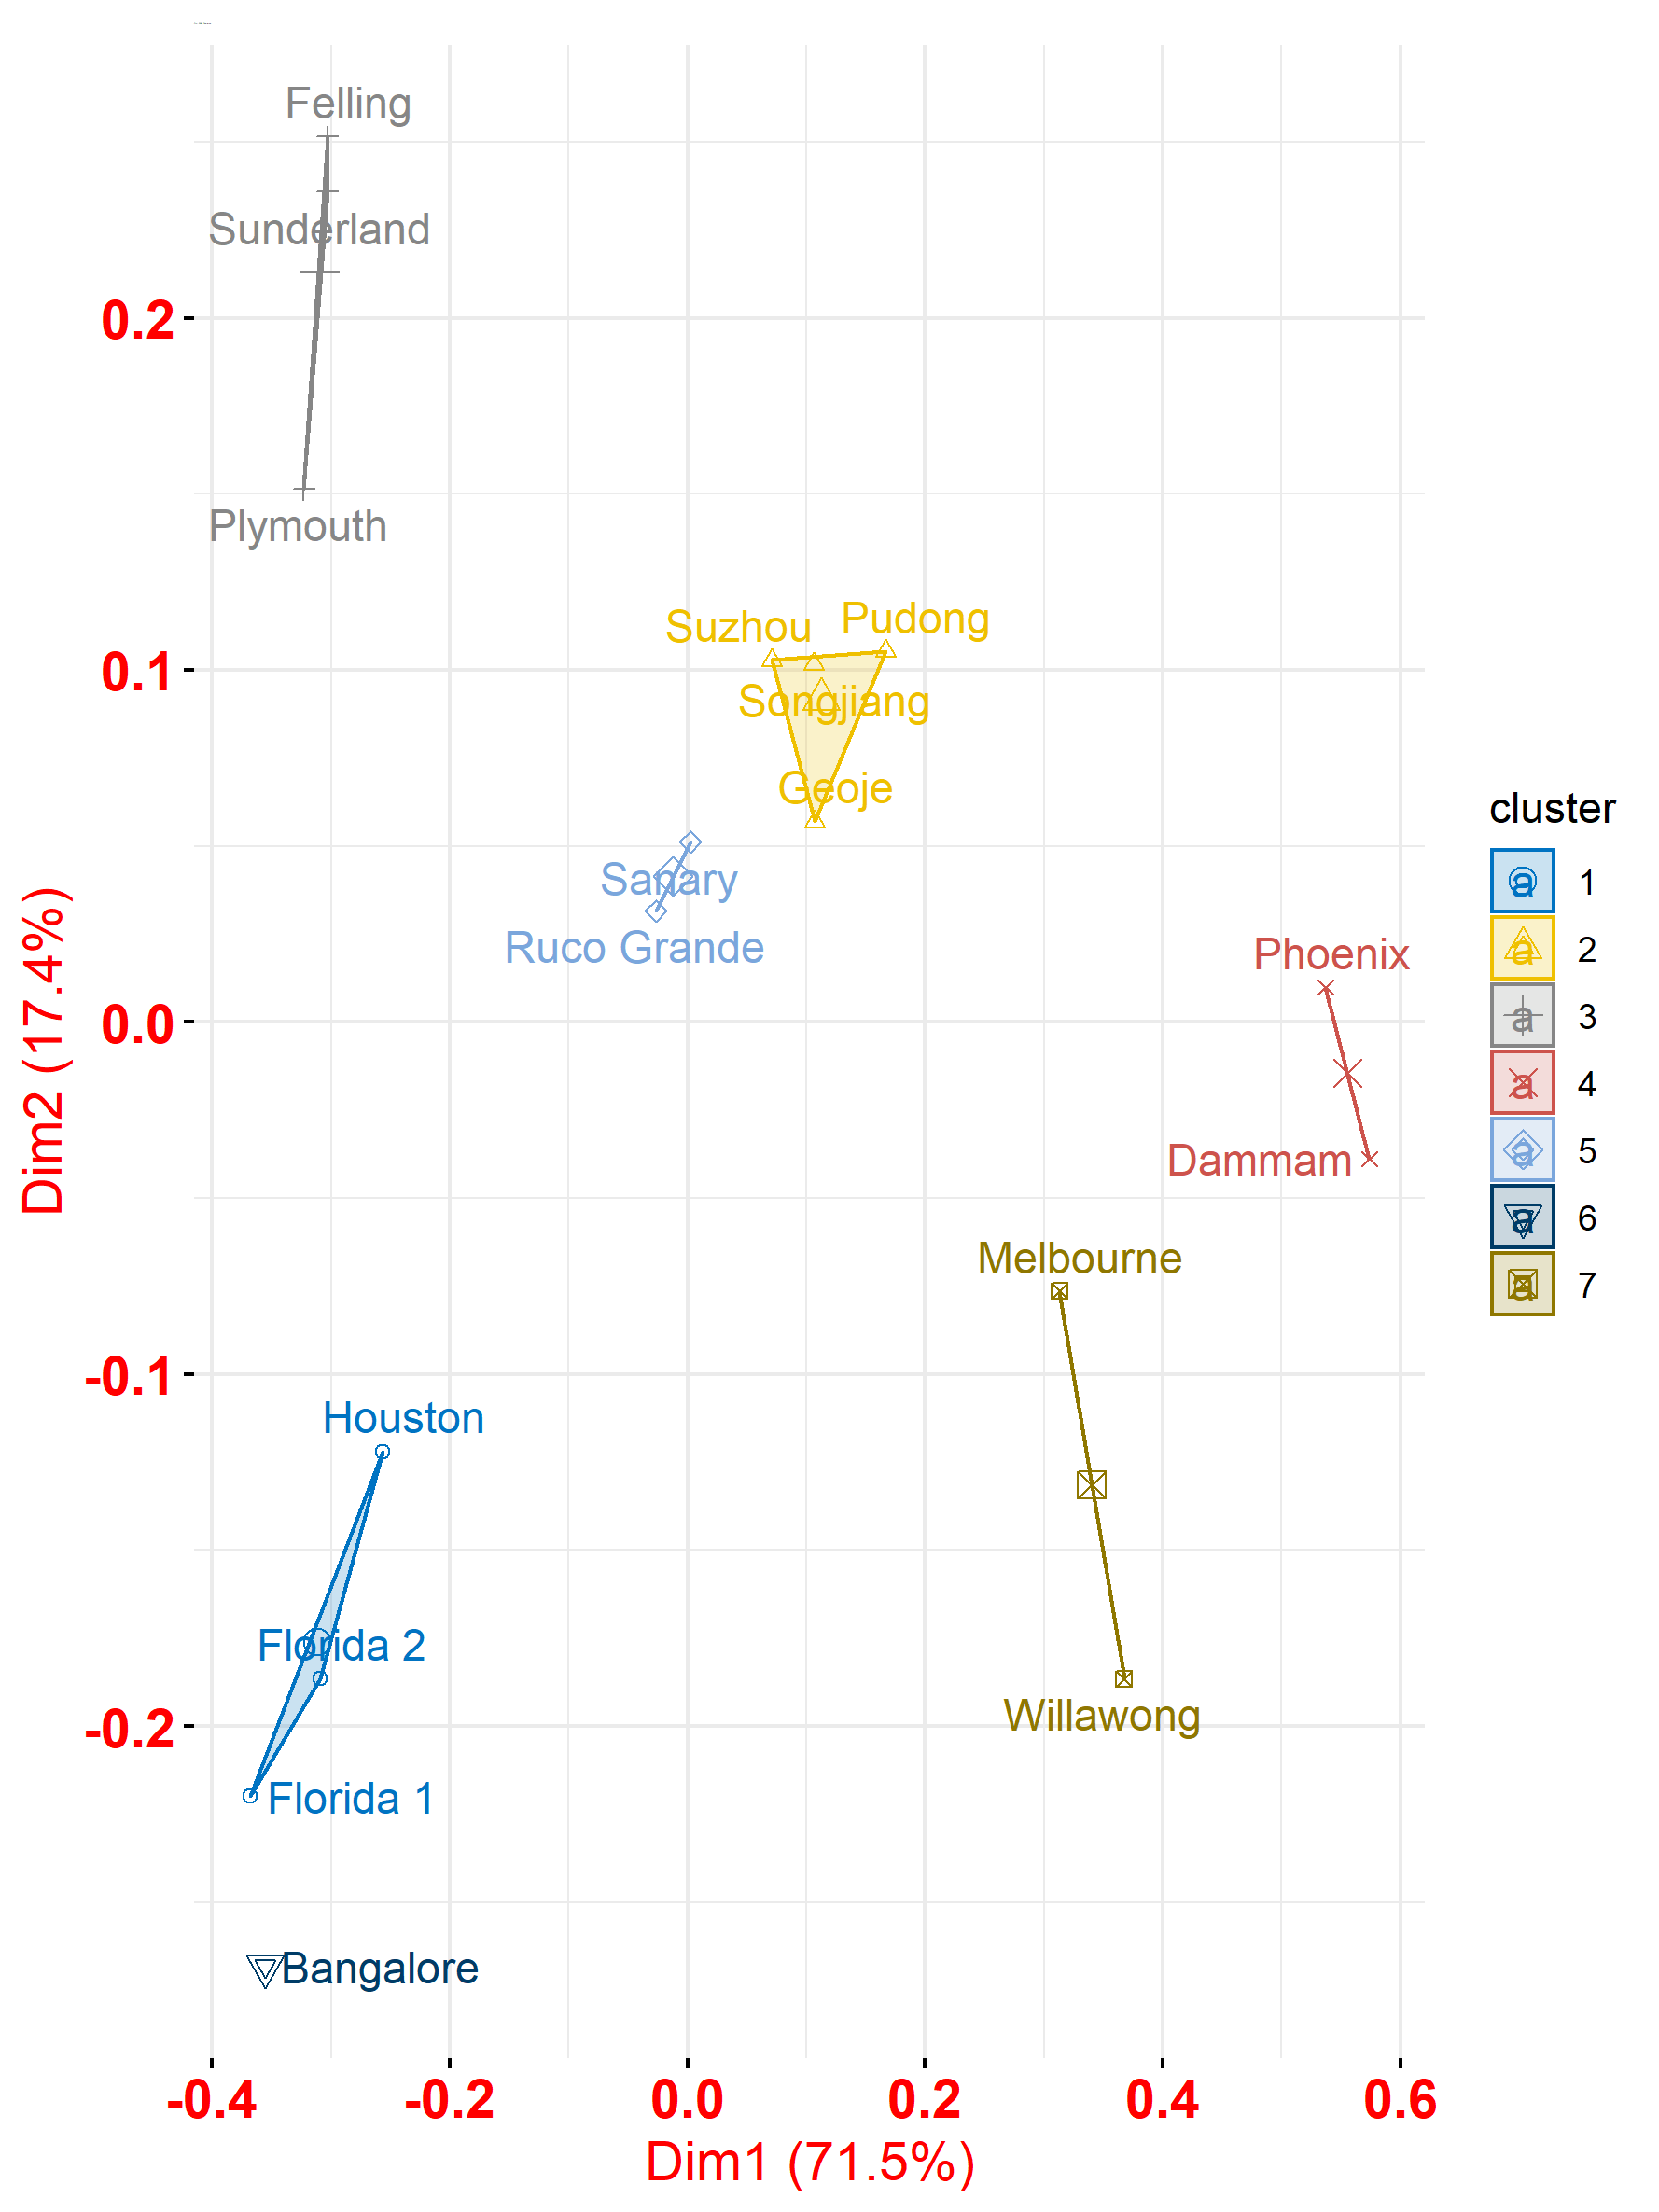 Felling
Sunderland
0.2
Plymouth
Suzhou
Pudong
0.1
Songjiang
Geoje
cluster
Sanary
a 1
Ruco Grande
a 2
Phoenix
0.0
a 3
Dim2 (17.4%)
a 4
Dammam
a 5
a 6
Melbourne
a 7
-0.1
Houston
Florida 2
Willawong
-0.2
Florida 1
Bangalore
-0.4 -0.2 0.0 0.2 0.4 0.6
Dim1 (71.5%)